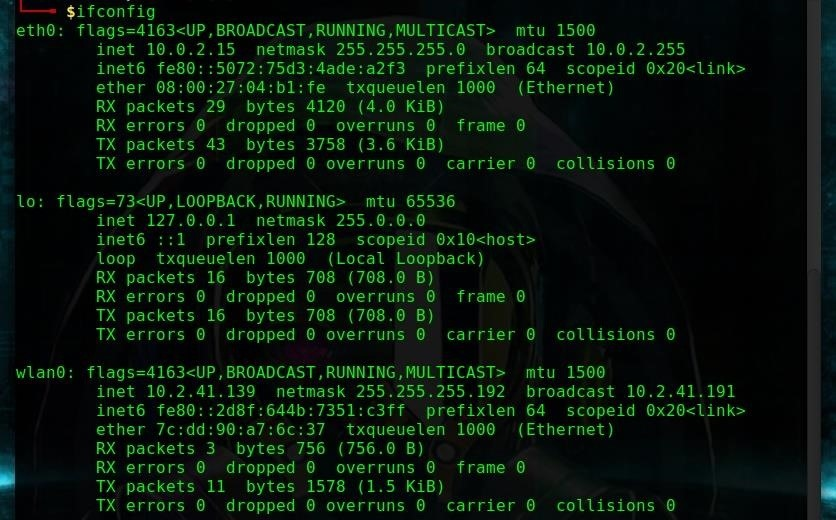 $ifconfig
eth0: flags=4163<UP,BROADCAST,RUNNING,MULTICAST>  mtu 1500
        inet 10.0.2.15  netmask 255.255.255.0  broadcast 10.0.2.255
        inet6 fe80::5072:75d3:4ade:a2f3  prefixlen 64  scopeid 0x20<link>
        ether 08:00:27:04:b1:fe  txqueuelen 1000  (Ethernet)
        RX packets 29  bytes 4120 (4.0 KiB)
        RX errors 0  dropped 0  overruns 0  frame 0
        TX packets 43  bytes 3758 (3.6 KiB)
        TX errors 0  dropped 0 overruns 0  carrier 0  collisions 0
lo: flags=73<UP,LOOPBACK,RUNNING>  mtu 65536
        inet 127.0.0.1  netmask 255.0.0.0
        inet6 ::1  prefixlen 128  scopeid 0x10<host>
        loop  txqueuelen 1000  (Local Loopback)
        RX packets 16  bytes 708 (708.0 B)
        RX errors 0  dropped 0  overruns 0  frame 0
        TX packets 16  bytes 708 (708.0 B)
        TX errors 0  dropped 0 overruns 0  carrier 0  collisions 0
wlan0: flags=4163<UP,BROADCAST,RUNNING,MULTICAST>  mtu 1500
        inet 10.2.41.139  netmask 255.255.255.192  broadcast 10.2.41.191
        inet6 fe80::2d8f:644b:7351:c3ff  prefixlen 64  scopeid 0x20<link>
        ether 7c:dd:90:a7:6c:37  txqueuelen 1000  (Ethernet)
        RX packets 3  bytes 756 (756.0 B)
        RX errors 0  dropped 0  overruns 0  frame 0
        TX packets 11  bytes 1578 (1.5 KiB)
        TX errors 0  dropped 0 overruns 0  carrier 0  collisions 0